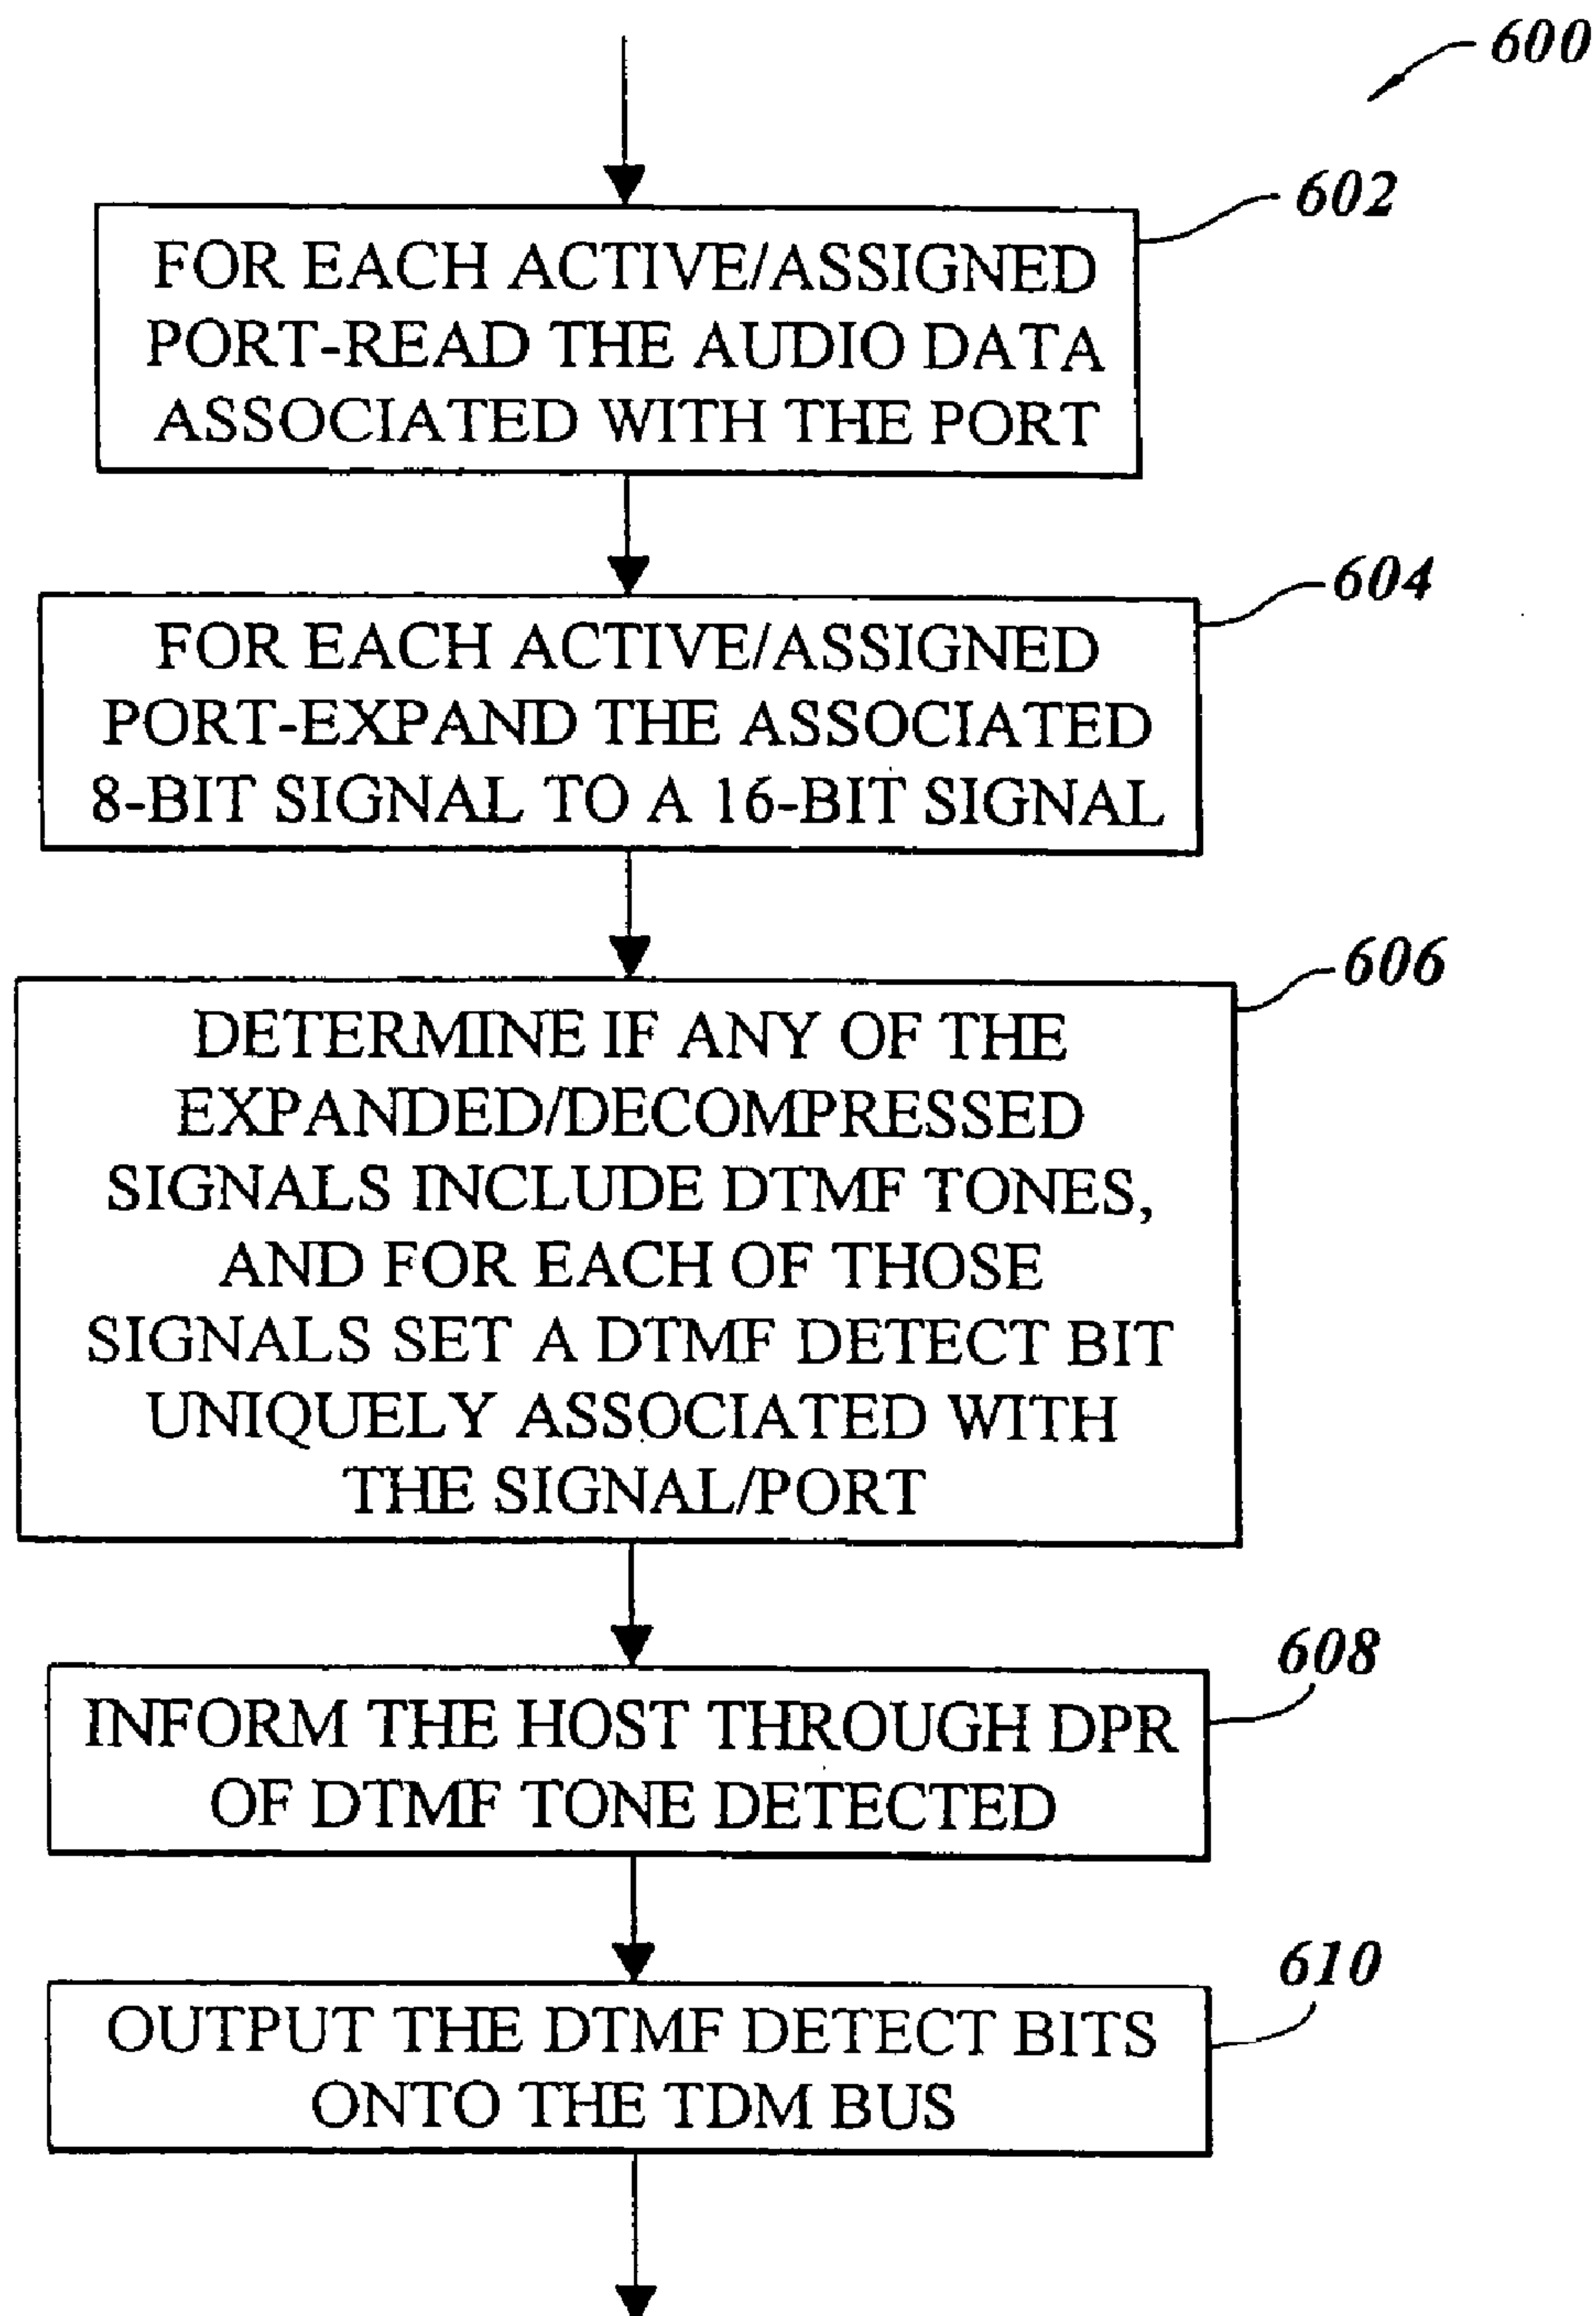 600
602
FOR EACH ACTIVE/ASSIGNED
PORT-READ THE AUDIO DATA
ASSOCIATED WITH THE PORT
604
FOR EACH ACTIVE/ASSIGNED
PORT-EXPAND THE ASSOCIATED
8-BIT SIGNAL TO A 16-BIT SIGNAL
606
DETERMINE IF ANY OF THE
EXPANDED/DECOMPRESSED
SIGNALS INCLUDE DTMF TONES,
AND FOR EACH OF THOSE
SIGNALS SET A DTMF DETECT BIT
UNIQUELY ASSOCIATED WITH
THE SIGNAL/PORT
608
INFORM THE HOST THROUGH DPR
OF DTMF TONE DETECTED
610
OUTPUT THE DTMF DETECT BITS
ONTO THE TDM BUS